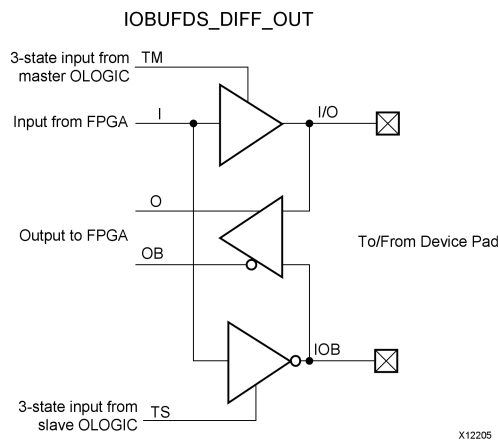 IOBUFDS_DIFF_OUT
3-state input from
master OLOGIC
TM
Input from FPGA
I
I/O
O
Output to FPGA
OB
To/From Device Pad
IOB
3-state input from
slave OLOGIC
TS
X12205